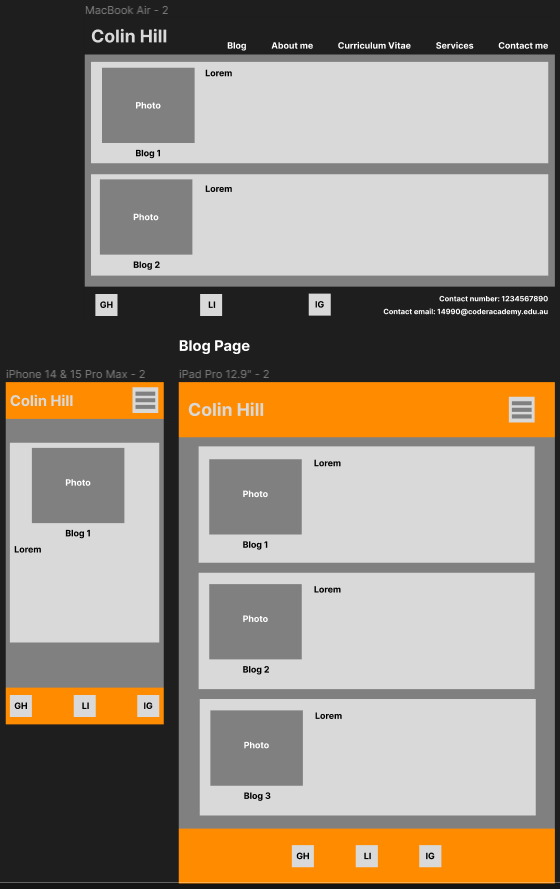 MacBook Air - 2
Colin Hill
Blog About me Curriculum Vitae Services Contact me
Photo
Lorem
Blog 1
Photo
Lorem
Blog 2
GH LI IG
Contact number: 1234567890
Contact email: 14990@coderacademy.edu.au
Blog Page
iPhone 14 & 15 Pro Max - 2
Colin Hill
Photo
Blog 1
Lorem
GH LI IG
iPad Pro 12.9" - 2
Colin Hill
Photo
Lorem
Blog 1
Photo
Lorem
Blog 2
Photo
Lorem
Blog 3
GH LI IG